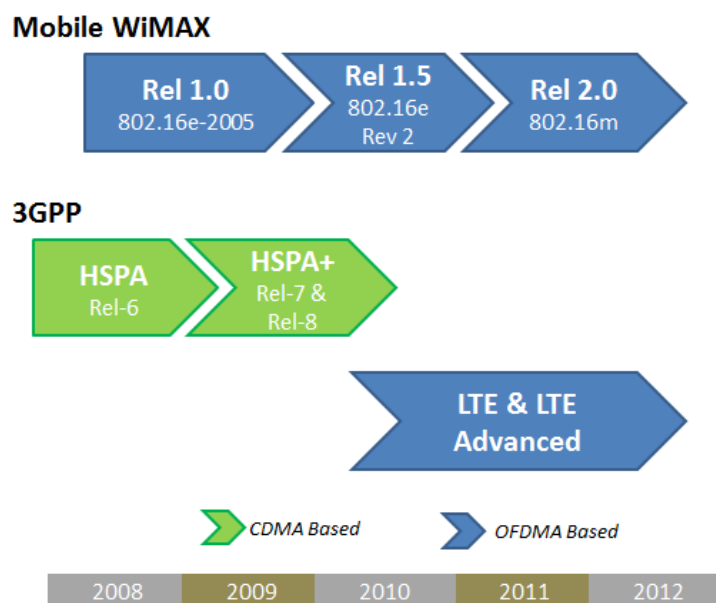 Mobile WiMAX
Rel 1.0
802.16e-2005
Rel 1.5
802.16e
Rev 2
Rel 2.0
802.16m
3GPP
HSPA
Rel-6
HSPA+
Rel-7 &
Rel-8
LTE & LTE
Advanced
CDMA Based
OFDMA Based
2008 2009 2010 2011 2012